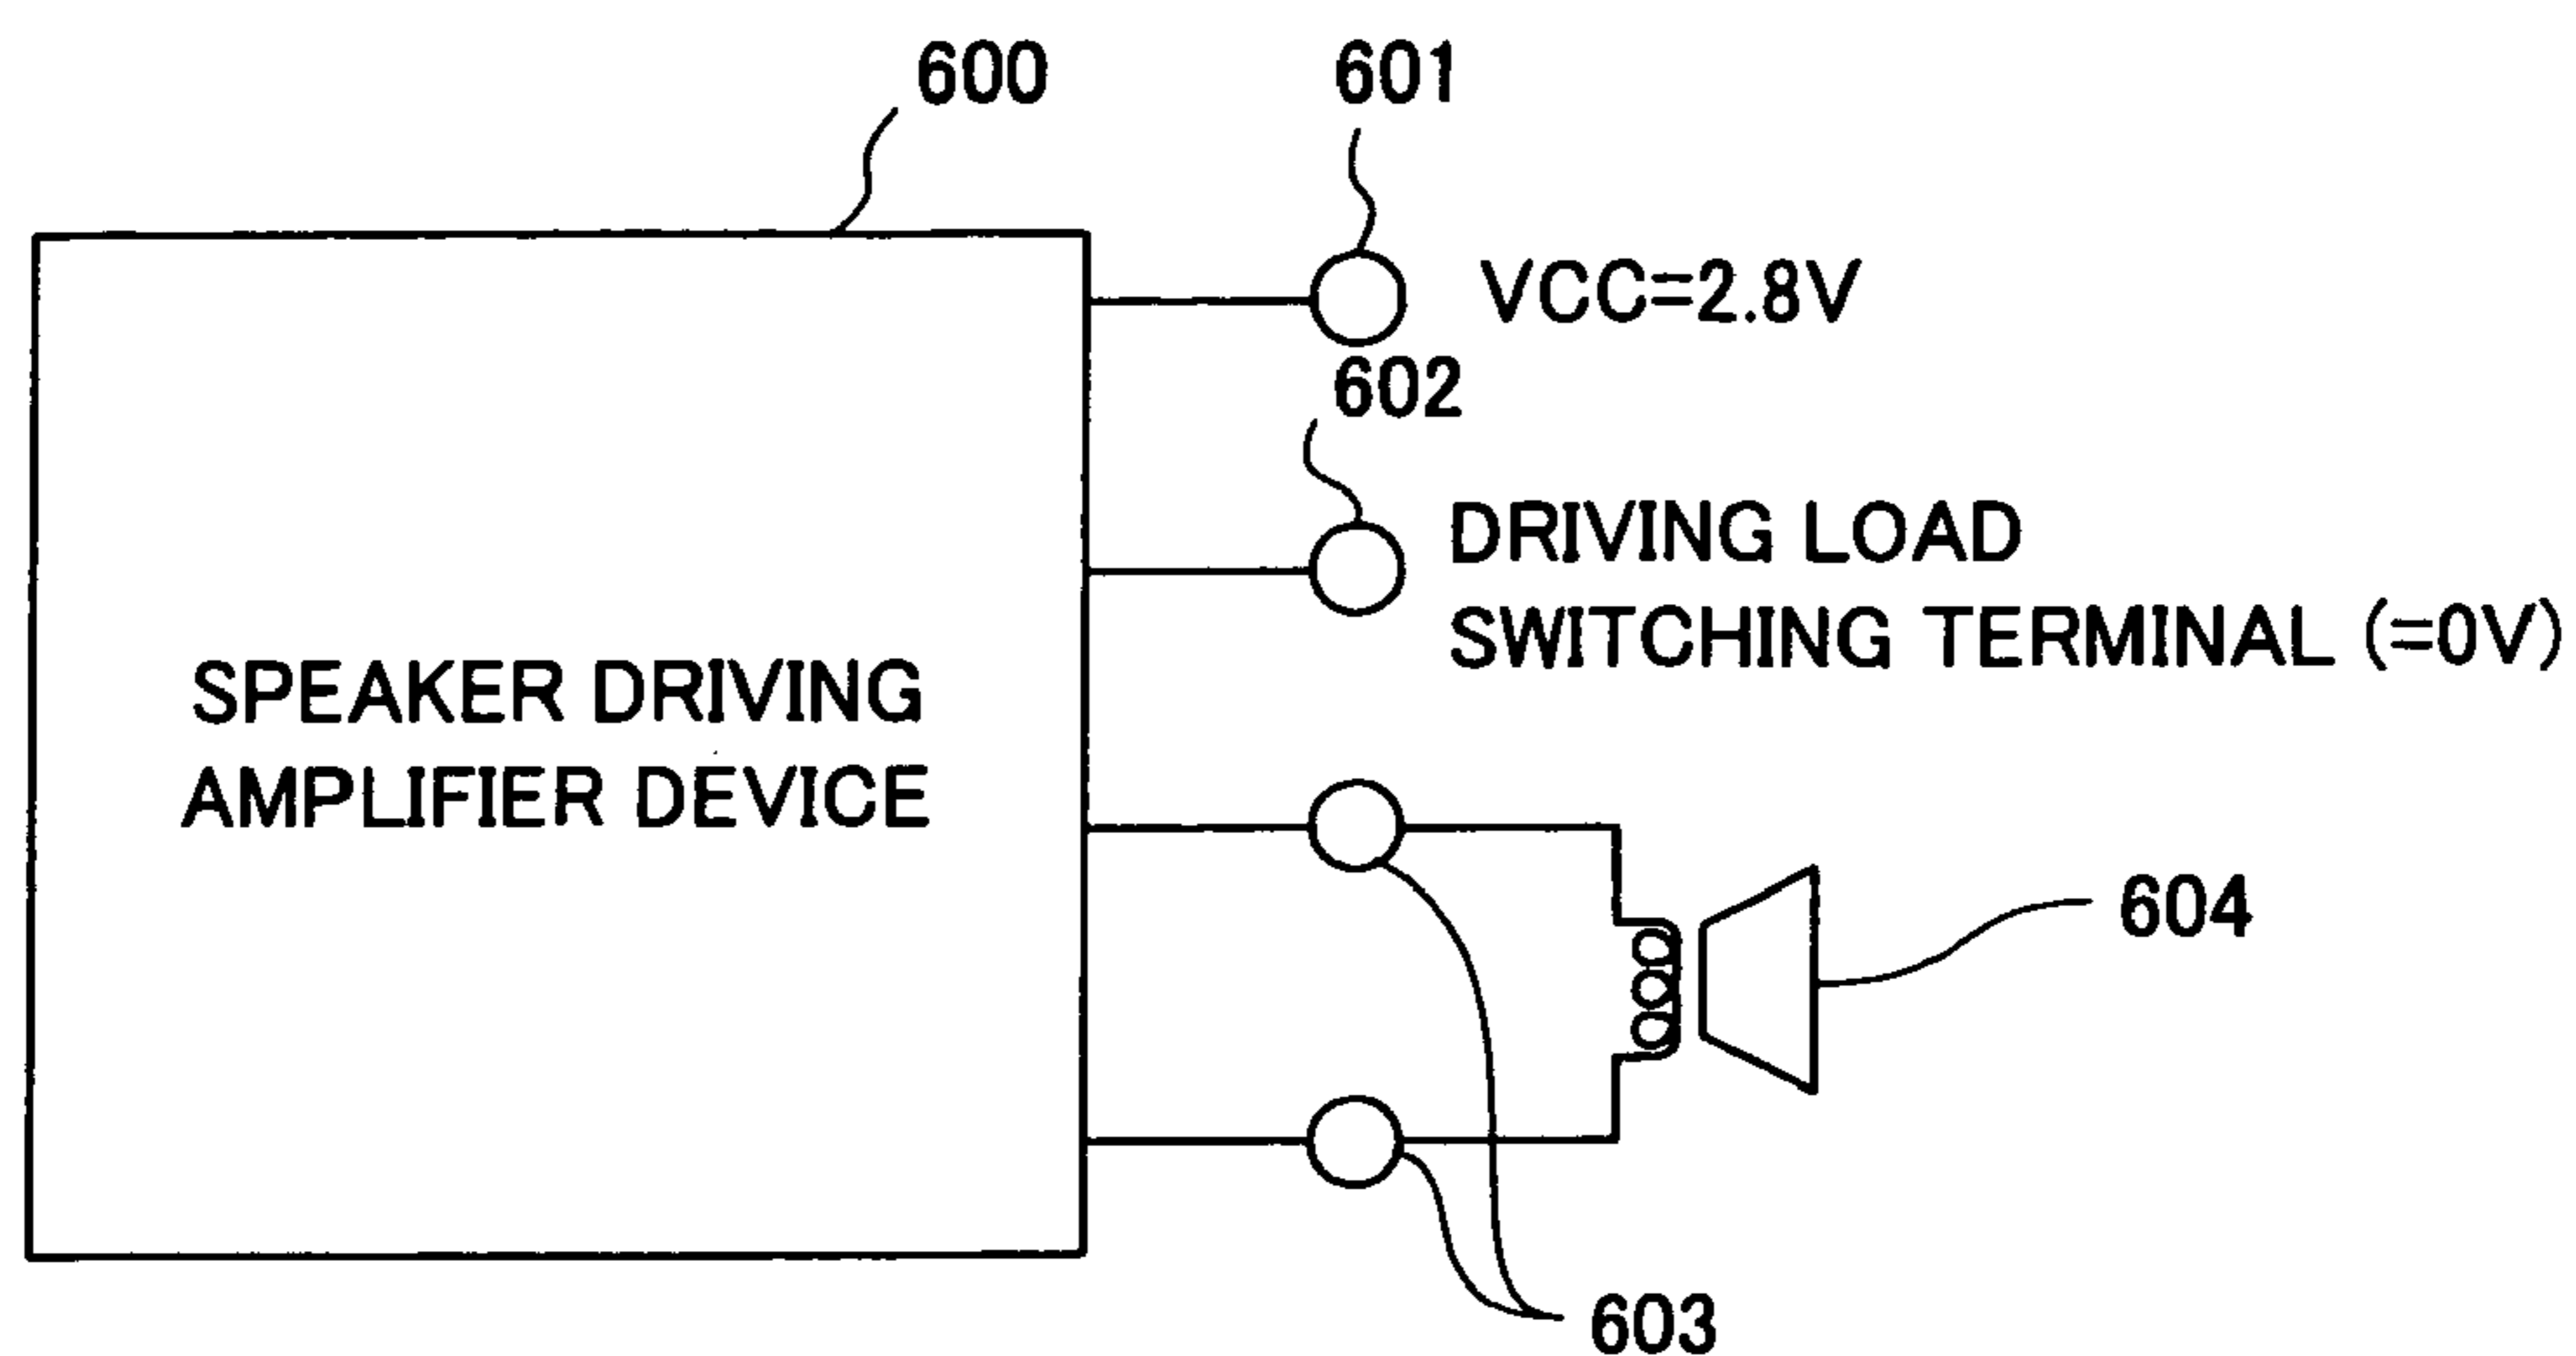 600
601
VCC=2.8V
602
DRIVING LOAD
SWITCHING TERMINAL (=0V)
SPEAKER DRIVING
AMPLIFIER DEVICE
604
603